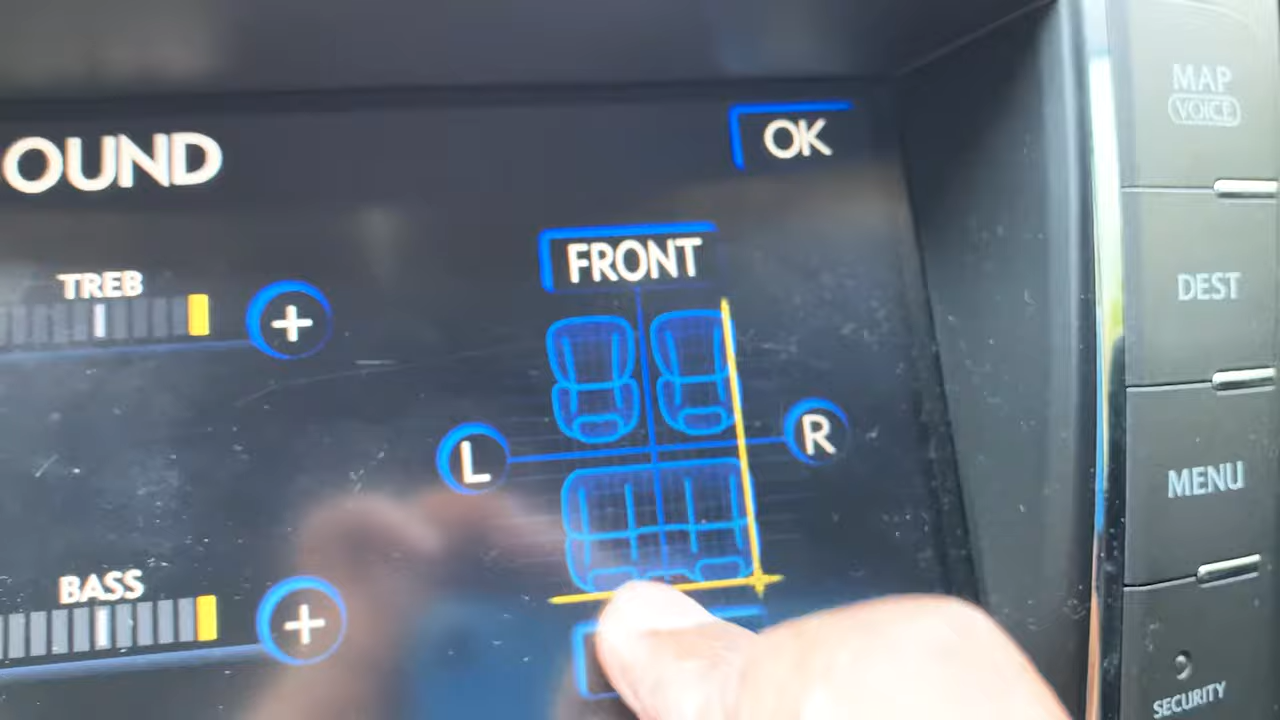 OUND
OK
TREB
+
FRONT
L
R
BASS
+
MAP
VOICE
DEST
MENU
SECURITY